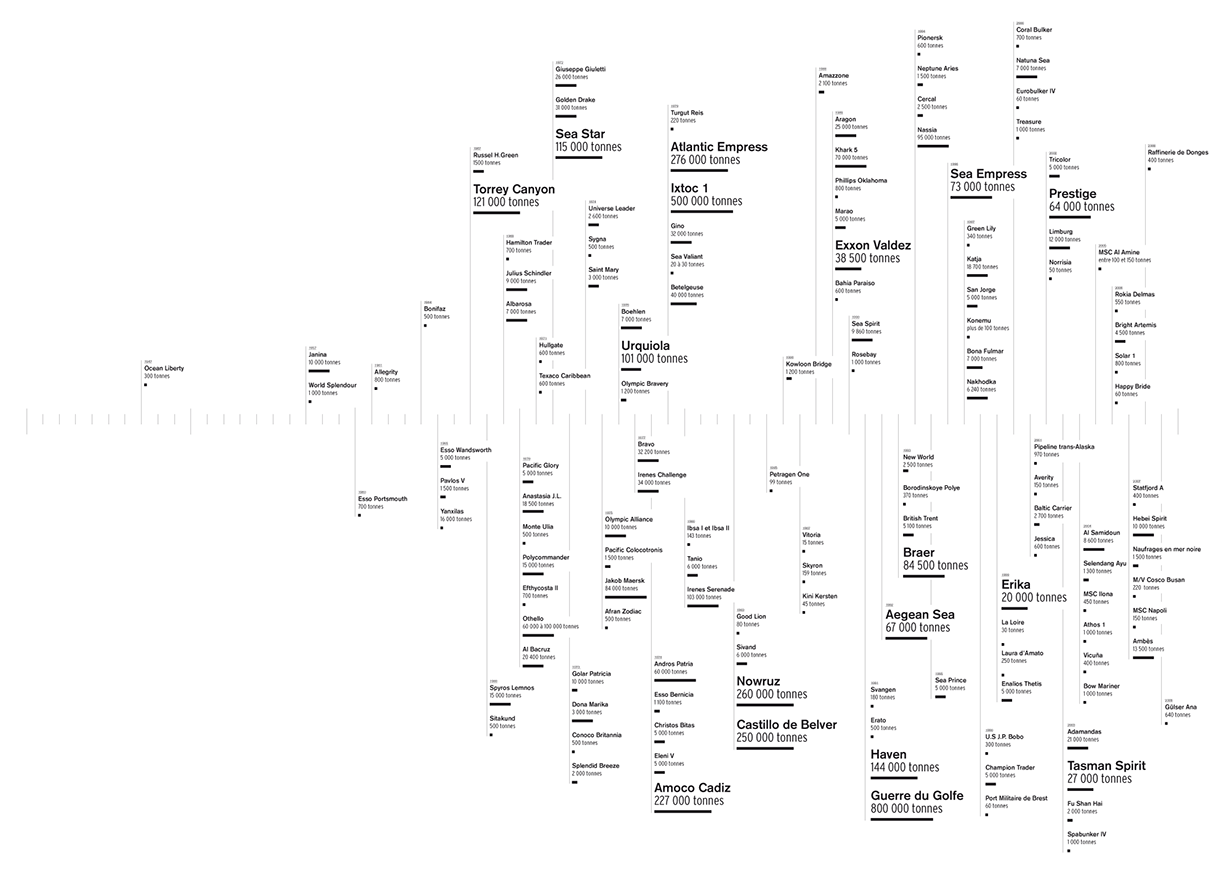 Ocean Liberty
300 tonnes
Janina
10 000 tonnes
World Splendour
1 000 tonnes
Allegrity
800 tonnes
Bonifaz
500 tonnes
Russel H.Green
1500 tonnes
Torrey Canyon
121 000 tonnes
Hamilton Trader
700 tonnes
Julius Schindler
9 000 tonnes
Albarosa
7 000 tonnes
Hullgate
600 tonnes
Texaco Caribbean
600 tonnes
Giuseppe Giuletti
26 000 tonnes
Golden Drake
31 000 tonnes
Sea Star
115 000 tonnes
Universe Leader
2 600 tonnes
Sygna
500 tonnes
Saint Mary
3 000 tonnes
Boehlen
7 000 tonnes
Urquiola
101 000 tonnes
Olympic Bravery
1 200 tonnes
Turgut Reis
220 tonnes
Atlantic Empress
276 000 tonnes
Ixtoc 1
500 000 tonnes
Gino
32 000 tonnes
Sea Valiant
20 à 30 tonnes
Betelgeuse
40 000 tonnes
Kowloon Bridge
1 200 tonnes
Amazzone
2 100 tonnes
Aragon
25 000 tonnes
Khark 5
70 000 tonnes
Phillips Oklahoma
800 tonnes
Marao
5 000 tonnes
Exxon Valdez
38 500 tonnes
Bahia Paraiso
600 tonnes
Sea Spirit
9 860 tonnes
Rosebay
1 000 tonnes
Pionersk
600 tonnes
Neptune Aries
1 500 tonnes
Cercal
2 500 tonnes
Nassia
95 000 tonnes
Sea Empress
73 000 tonnes
Green Lily
340 tonnes
Katja
18 700 tonnes
San Jorge
5 000 tonnes
Konemu
plus de 100 tonnes
Bona Fulmar
7 000 tonnes
Nakhodka
6 240 tonnes
Coral Bulker
700 tonnes
Natuna Sea
7 000 tonnes
Eurobulker IV
60 tonnes
Treasure
1 000 tonnes
Tricolor
5 000 tonnes
Prestige
64 000 tonnes
Limburg
12 000 tonnes
Norrisia
50 tonnes
MSC Al Amine
entre 100 et 150 tonnes
Rokia Delmas
550 tonnes
Bright Artemis
4 500 tonnes
Solar 1
800 tonnes
Happy Bride
60 tonnes
Raffinerie de Donges
400 tonnes
Esso Portsmouth
700 tonnes
Esso Wandsworth
5 000 tonnes
Pavlos V
1 500 tonnes
Yanxilas
16 000 tonnes
Spyros Lemnos
15 000 tonnes
Sitakund
500 tonnes
Pacific Glory
5 000 tonnes
Anastasia J.L.
18 500 tonnes
Monte Ulia
500 tonnes
Polycommander
15 000 tonnes
Efthycosta II
700 tonnes
Othello
60 000 à 100 000 tonnes
Al Bacruz
20 400 tonnes
Golar Patricia
10 000 tonnes
Dona Marika
3 000 tonnes
Conoco Britannia
500 tonnes
Splendid Breeze
2 000 tonnes
Olympic Alliance
10 000 tonnes
Pacific Colocotronis
1 500 tonnes
Jakob Maersk
84 000 tonnes
Afran Zodiac
500 tonnes
Bravo
32 200 tonnes
Irenes Challenge
34 000 tonnes
Andros Patria
60 000 tonnes
Esso Bernicia
1 100 tonnes
Christos Bitas
5 000 tonnes
Eleni V
5 000 tonnes
Amoco Cadiz
227 000 tonnes
Ibsa I et Ibsa II
143 tonnes
Tanio
6 000 tonnes
Irenes Serenade
103 000 tonnes
Good Lion
80 tonnes
Sivand
6 000 tonnes
Nowruz
260 000 tonnes
Castillo de Belver
250 000 tonnes
Petragen One
99 tonnes
Vitoria
15 tonnes
Skyron
159 tonnes
Kini Kersten
45 tonnes
Svangen
180 tonnes
Erato
500 tonnes
Haven
144 000 tonnes
Guerre du Golfe
800 000 tonnes
Aegean Sea
67 000 tonnes
New World
2 500 tonnes
Borodinskoye Polye
370 tonnes
British Trent
5 100 tonnes
Braer
84 500 tonnes
Sea Prince
5 000 tonnes
U.S J.P. Bobo
300 tonnes
Champion Trader
5 000 tonnes
Port Militaire de Brest
60 tonnes
Erika
20 000 tonnes
La Loire
30 tonnes
Laura d'Amato
250 tonnes
Enalios Thetis
5 000 tonnes
Pipeline trans-Alaska
970 tonnes
Averity
150 tonnes
Baltic Carrier
2 700 tonnes
Jessica
600 tonnes
Adamandas
21 000 tonnes
Tasman Spirit
27 000 tonnes
Fu Shan Hai
2 000 tonnes
Spabunker IV
1 000 tonnes
Al Samidoun
8 600 tonnes
Selendang Ayu
1 300 tonnes
MSC Ilona
450 tonnes
Athos 1
1 000 tonnes
Vicuña
400 tonnes
Bow Mariner
1 000 tonnes
Statfjord A
400 tonnes
Hebei Spirit
10 000 tonnes
Naufrages en mer noire
1 500 tonnes
M/V Cosco Busan
220 tonnes
MSC Napoli
150 tonnes
Ambès
13 500 tonnes
Gülser Ana
640 tonnes